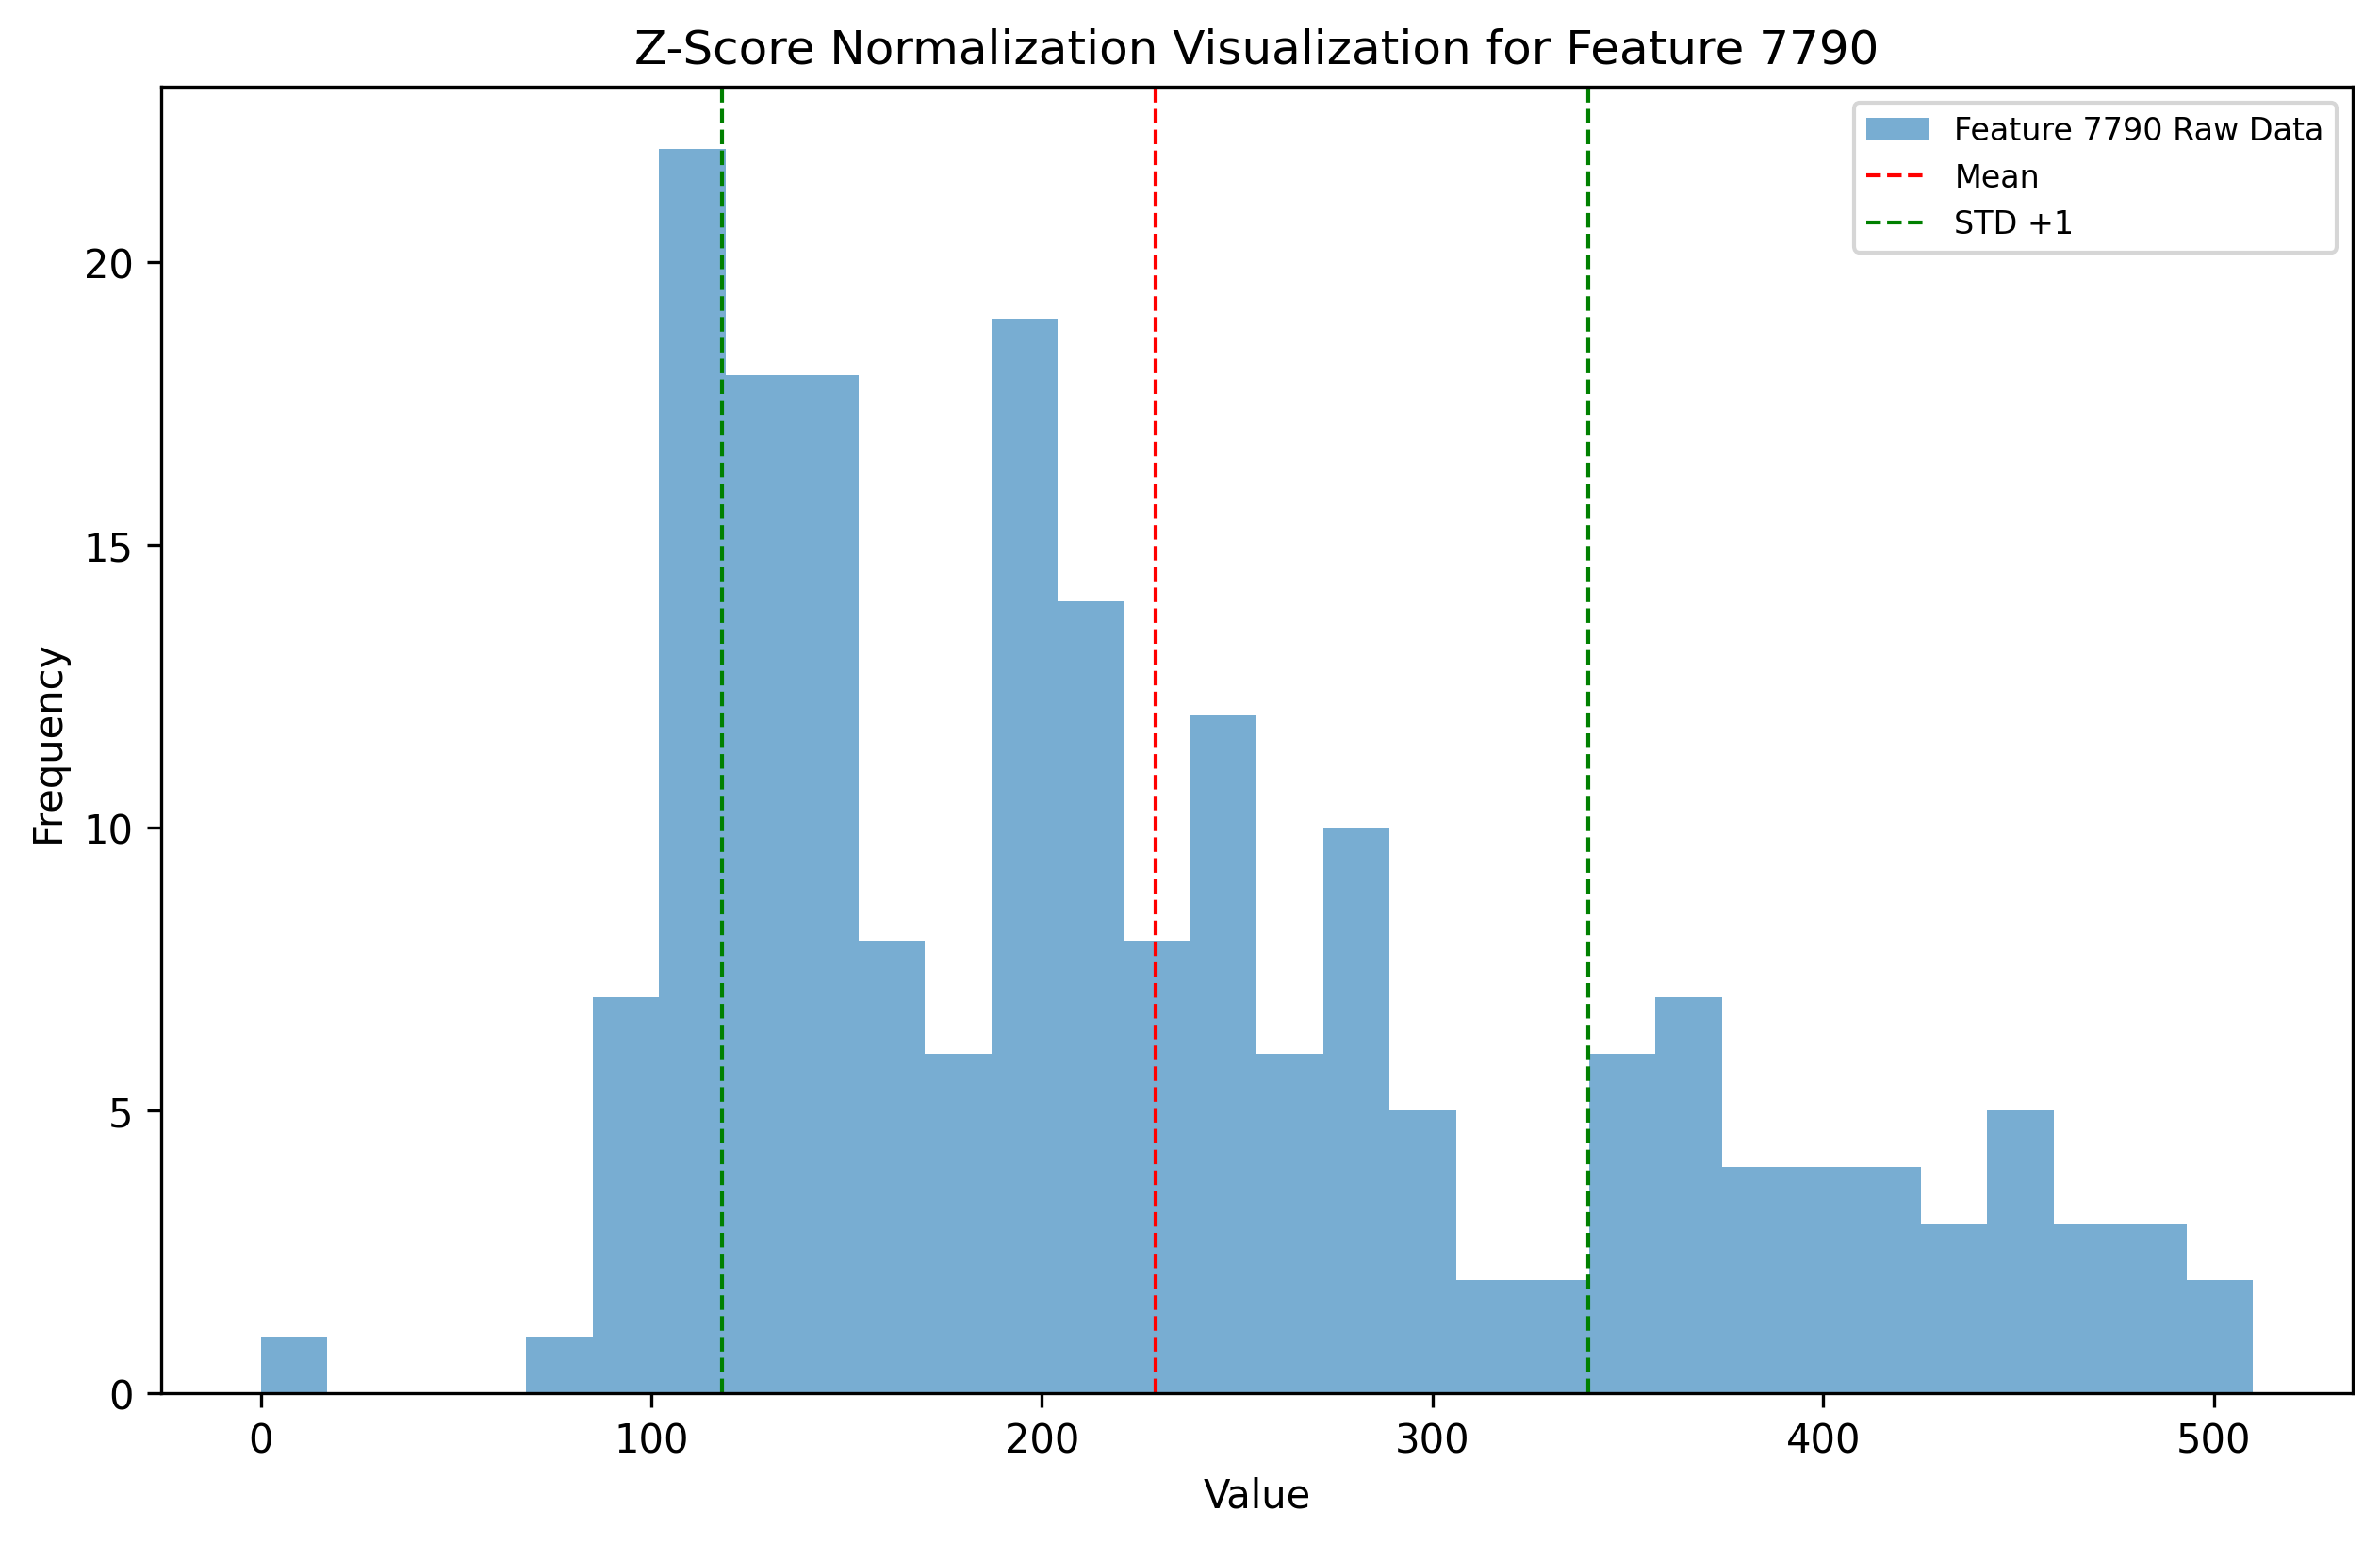 Z-Score Normalization Visualization for Feature 7790
Feature 7790 Raw Data
Mean
STD +1
20
15
10
5
0
Frequency
0 100 200 300 400 500
Value